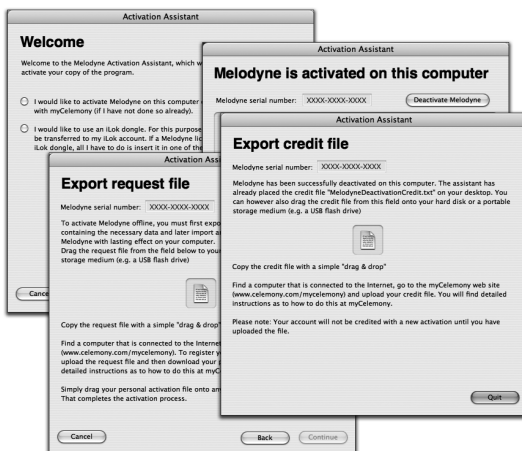 Activation Assistant
Welcome
Welcome to the Melodyne Activation Assistant, which w
activate your copy of the program.
I would like to activate Melodyne on this computer
with myCelemony (if I have not done so already).
I would like to use an iLok dongle. For this purpose
be transferred to my iLok account. If a Melodyne lic
iLok dongle, all I have to do is insert it in one of the
Cance
Activation Assistant
Melodyne is activated on this computer
Melodyne serial number: XXXX-XXXX-XXXX
Deactivate Melodyne
Activation Assi
Export request file
Melodyne serial number: XXXX-XXXX-XXXX
To activate Melodyne offline, you must first expo
containing the necessary data and later import a
Melodyne with lasting effect on your computer.
Drag the request file from the field below to your
storage medium (e.g. a USB flash drive)
Copy the request file with a simple "drag & drop"
Find a computer that is connected to the Internet
(www.celemony.com/mycelemony). To register y
upload the request file and then download your p
detailed instructions as to how to do this at myC
Simply drag your personal activation file onto an
That completes the activation process.
Cancel
Back
Continue
Activation Assistant
Export credit file
Melodyne serial number: XXXX-XXXX-XXXX
Melodyne has been successfully deactivated on this computer. The assistant has
already placed the credit file "MelodyneDeactivationCredit.txt" on your desktop. You
can however also drag the credit file from this field onto your hard disk or a portable
storage medium (e.g. a USB flash drive)
Copy the credit file with a simple "drag & drop"
Find a computer that is connected to the Internet, go to the myCelemony web site
(www.celemony.com/mycelemony) and upload your credit file. You will find detailed
instructions as to how to do this at myCelemony.
Please note: Your account will not be credited with a new activation until you have
uploaded the file.
Quit